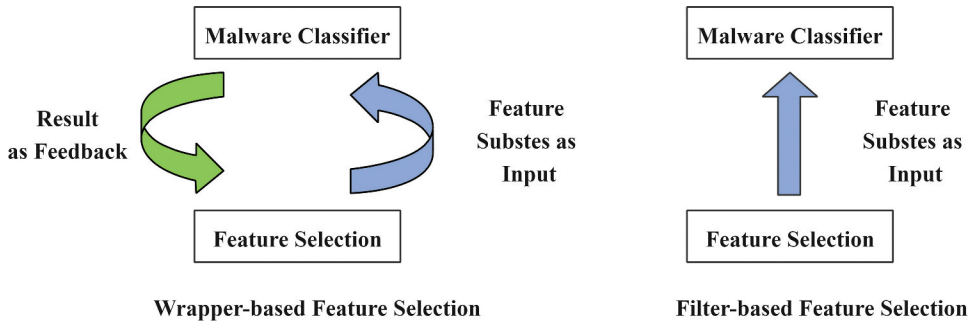 Malware Classifier
Result
as Feedback
Feature
Substes as
Input
Feature Selection
Wrapper-based Feature Selection
Malware Classifier
Feature
Substes as
Input
Feature Selection
Filter-based Feature Selection